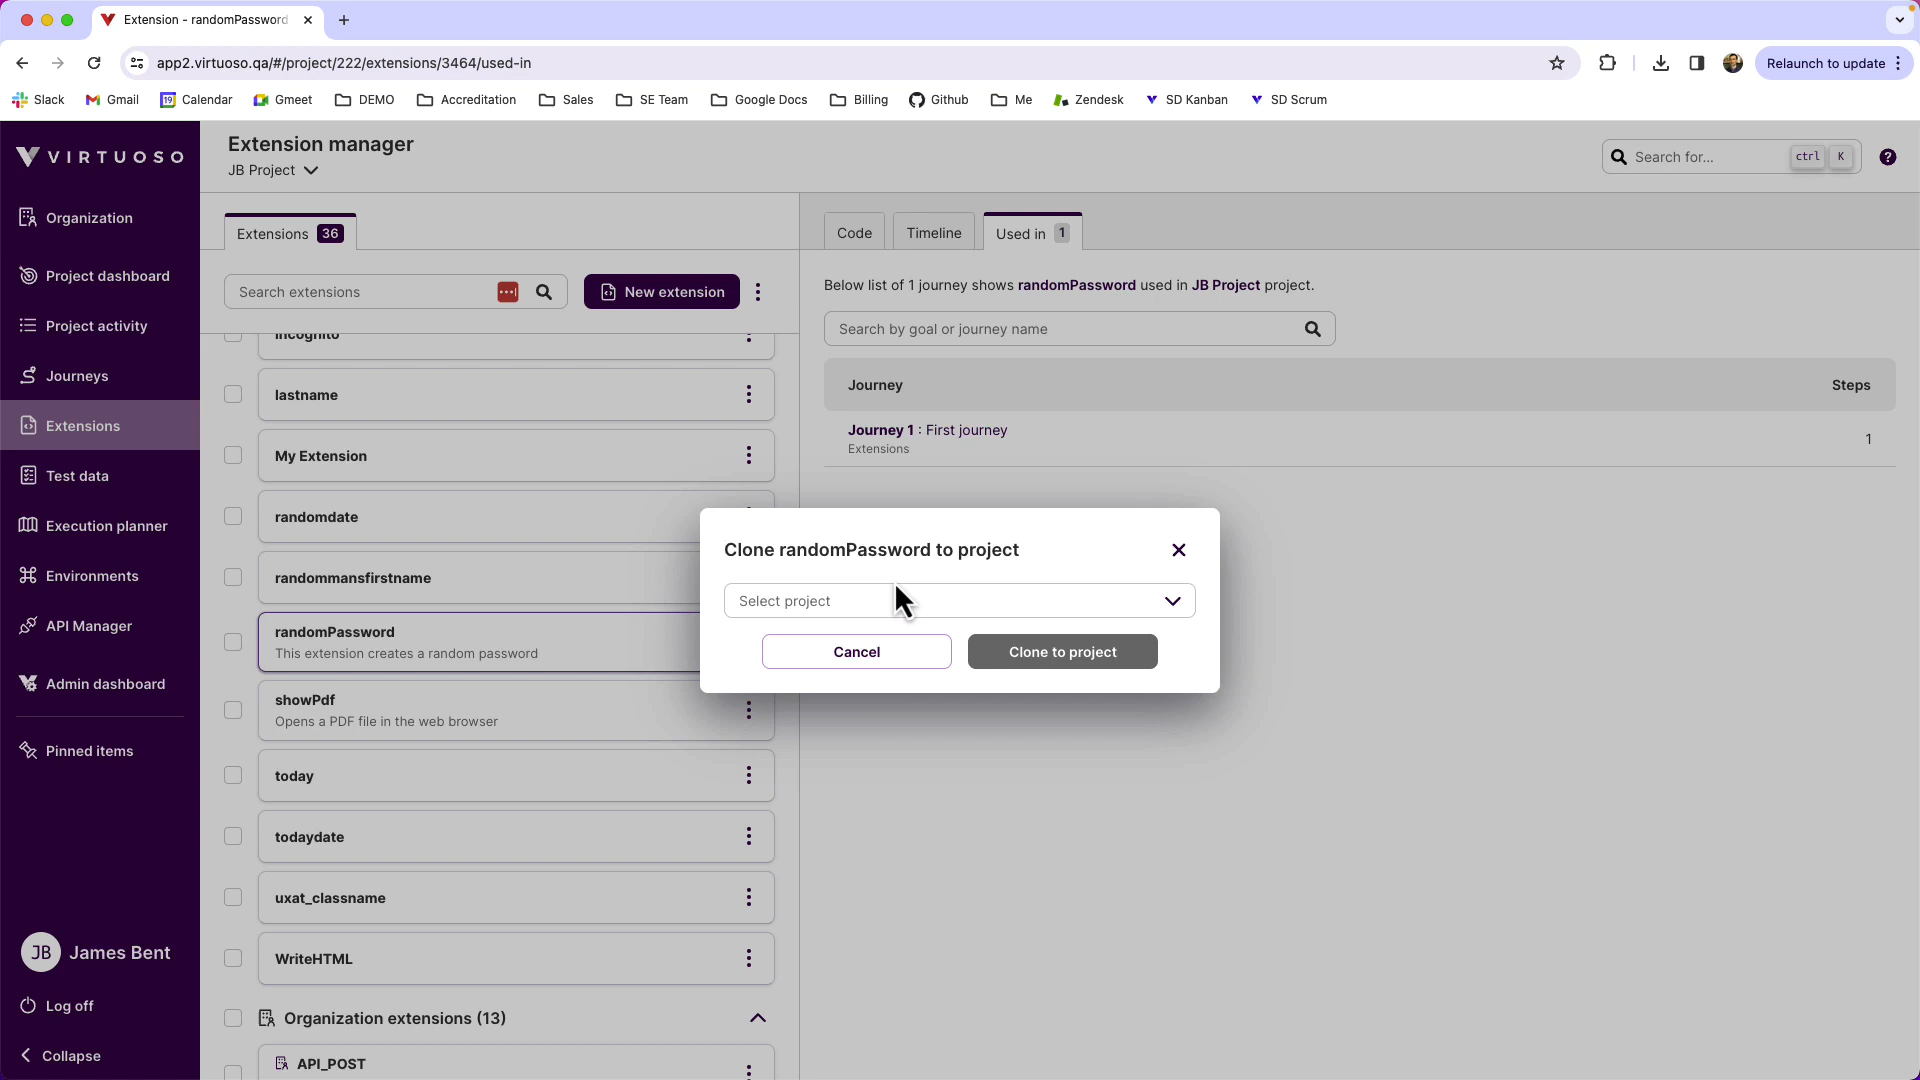 Extension - randomPassword
app2.virtuoso.qa/#/project/222/extensions/3464/used-in
Relaunch to update
Slack
Gmail
Calendar
Gmeet
DEMO
Accreditation
Sales
SE Team
Google Docs
Billing
Github
Me
Zendesk
SD Kanban
SD Scrum
VIRTUOSO
Organization
Project dashboard
Project activity
Journeys
Extensions
Test data
Execution planner
Environments
API Manager
Admin dashboard
Pinned items
JB
James Bent
Log off
Collapse
Extension manager
JB Project
Search for...
ctrl
K
Extensions 36
Search extensions
New extension
incognito
lastname
My Extension
randomdate
randommansfirstname
randomPassword
This extension creates a random password
showPdf
Opens a PDF file in the web browser
today
todaydate
uxat_classname
WriteHTML
Organization extensions (13)
API_POST
Code
Timeline
Used in 1
Below list of 1 journey shows randomPassword used in JB Project project.
Search by goal or journey name
Journey
Steps
Journey 1 : First journey
Extensions
1
Clone randomPassword to project
Select project
Cancel
Clone to project